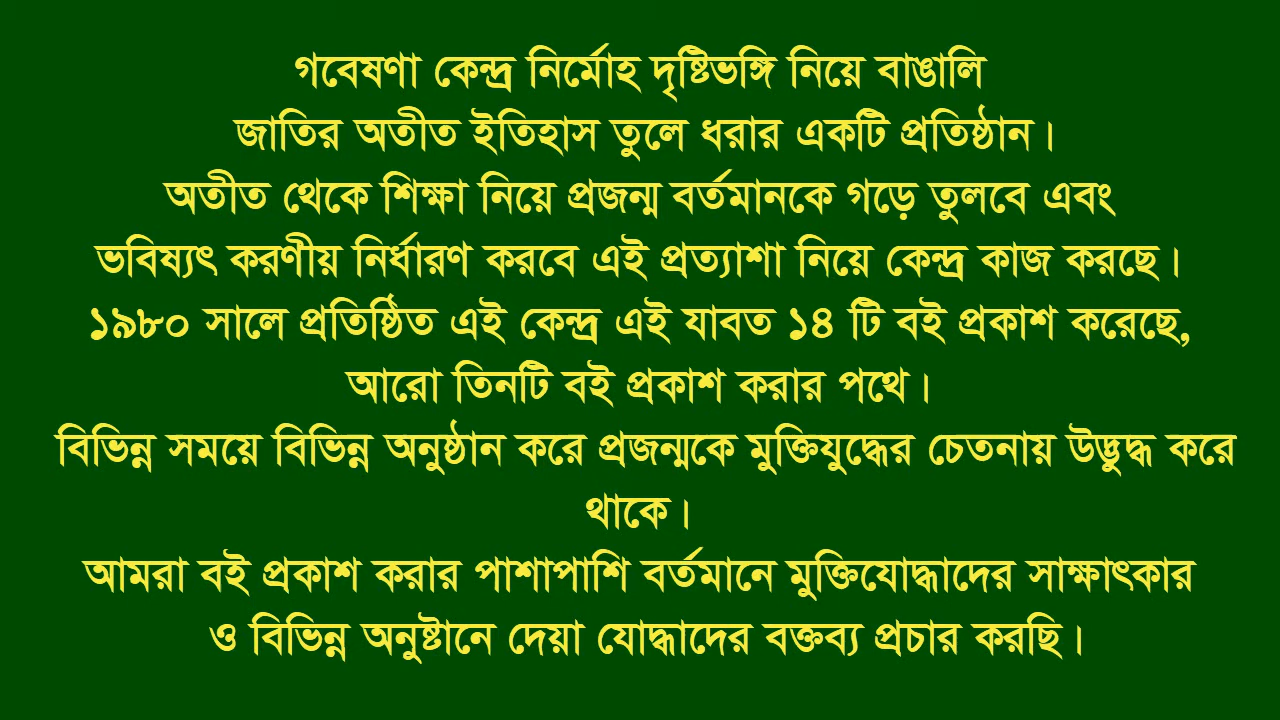 গবেষণা কেন্দ্র নির্মোহ দৃষ্টিভঙ্গি নিয়ে বাঙালি
জাতির অতীত ইতিহাস তুলে ধরার একটি প্রতিষ্ঠান।
অতীত থেকে শিক্ষা নিয়ে প্রজন্ম বর্তমানকে গড়ে তুলবে এবং
ভবিষ্যৎ করণীয় নির্ধারণ করবে এই প্রত্যাশা নিয়ে কেন্দ্র কাজ করছে।
১৯৮০ সালে প্রতিষ্ঠিত এই কেন্দ্র এই যাবত ১৪ টি বই প্রকাশ করেছে,
আরো তিনটি বই প্রকাশ করার পথে।
বিভিন্ন সময়ে বিভিন্ন অনুষ্ঠান করে প্রজন্মকে মুক্তিযুদ্ধের চেতনায় উদ্ভুদ্ধ করে
থাকে।
আমরা বই প্রকাশ করার পাশাপাশি বর্তমানে মুক্তিযোদ্ধাদের সাক্ষাৎকার
ও বিভিন্ন অনুষ্টানে দেয়া যোদ্ধাদের বক্তব্য প্রচার করছি।